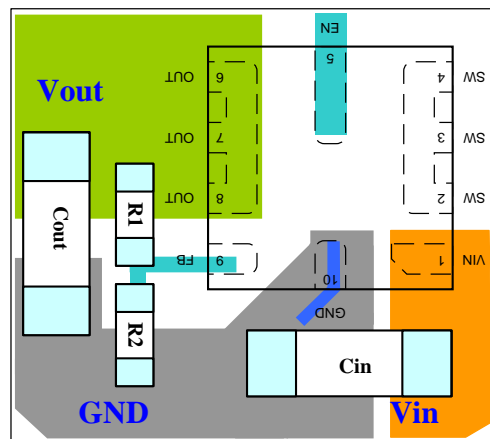 EN
5
OUT 6
4 SW
Vout
OUT 7
3 SW
Cout
R1
OUT 8
2 SW
FB 9
10
1 VIN
R2
GND
Cin
GND
Vin